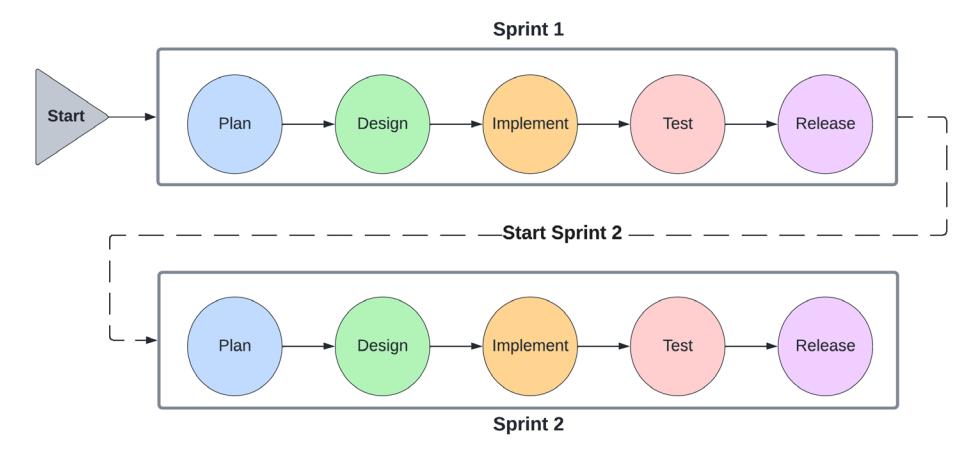 Sprint 1
Start
Plan
Design
Implement
Test
Release
Start Sprint 2
Plan
Design
Implement
Test
Release
Sprint 2